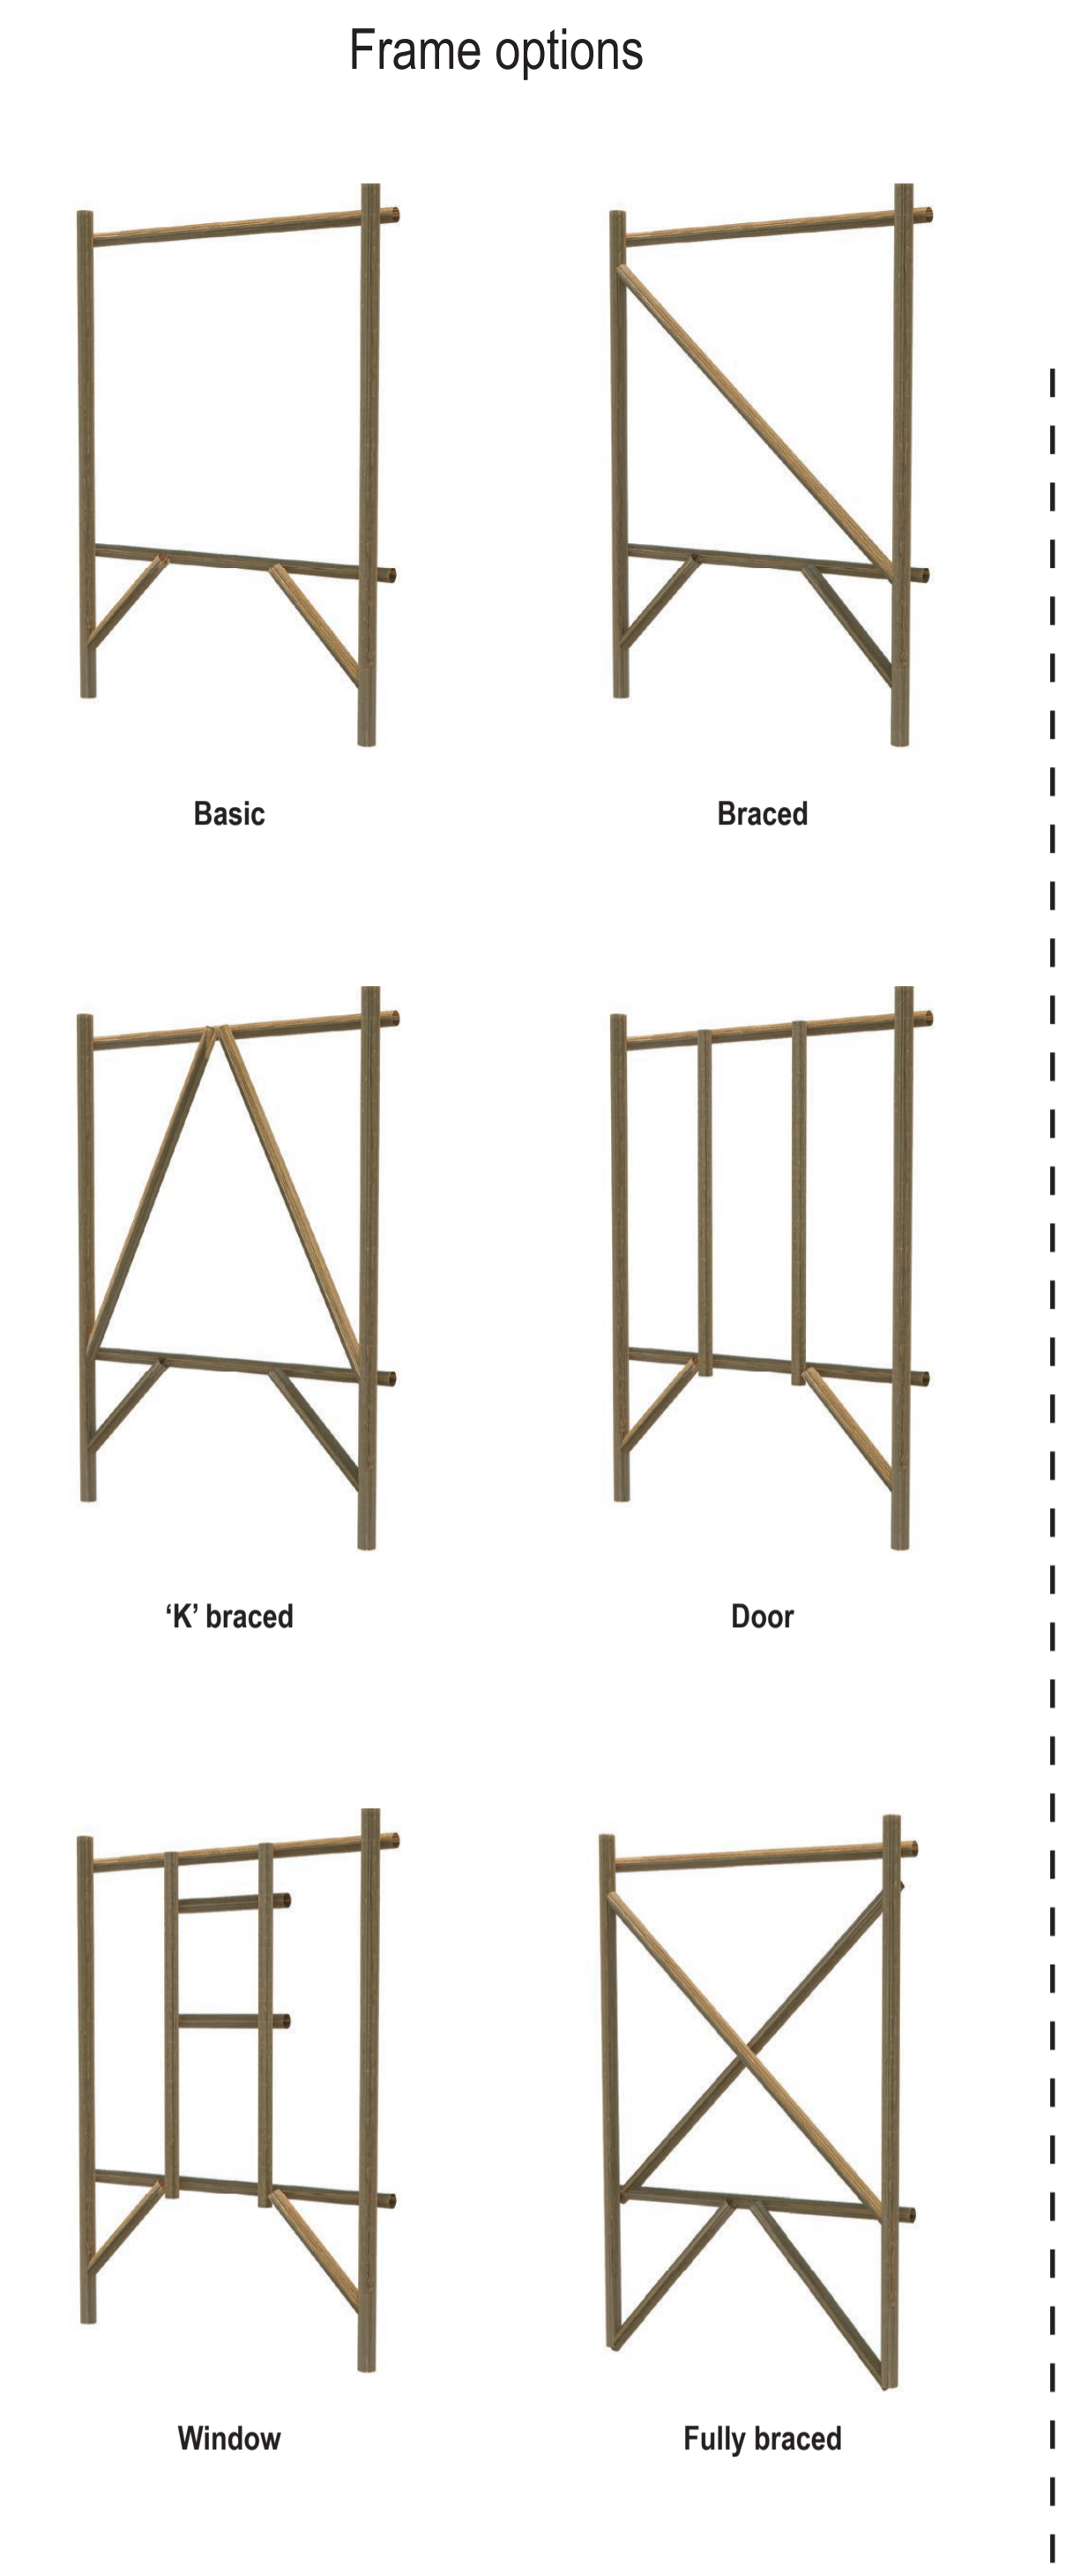 Frame options
Basic
Braced
‘K’ braced
Door
Window
Fully braced